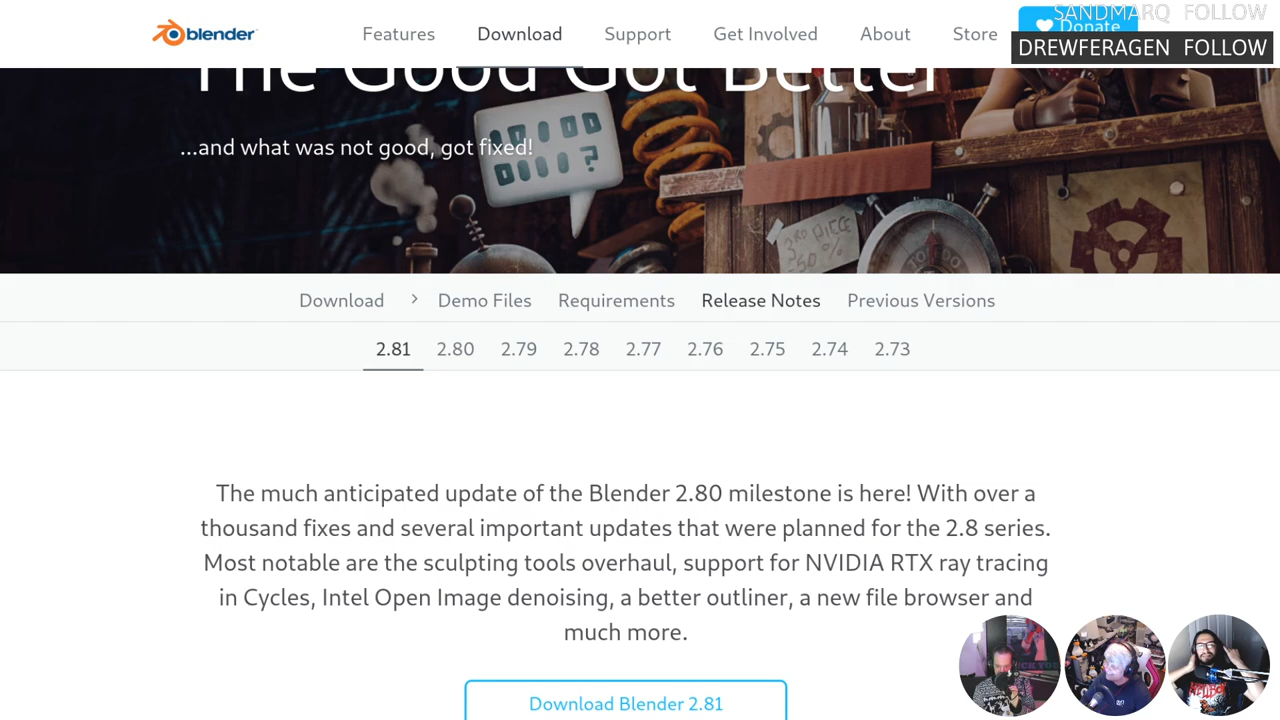 blender
Features
Download
Support
Get Involved
About
Store
Donate
SANDMARQ FOLLOW
DREWFERAGEN FOLLOW
The Good Got Better
...and what was not good, got fixed!
3RD PIECE
-50%
Download
Demo Files
Requirements
Release Notes
Previous Versions
2.81
2.80
2.79
2.78
2.77
2.76
2.75
2.74
2.73
The much anticipated update of the Blender 2.80 milestone is here! With over a
thousand fixes and several important updates that were planned for the 2.8 series.
Most notable are the sculpting tools overhaul, support for NVIDIA RTX ray tracing
in Cycles, Intel Open Image denoising, a better outliner, a new file browser and
much more.
Download Blender 2.81